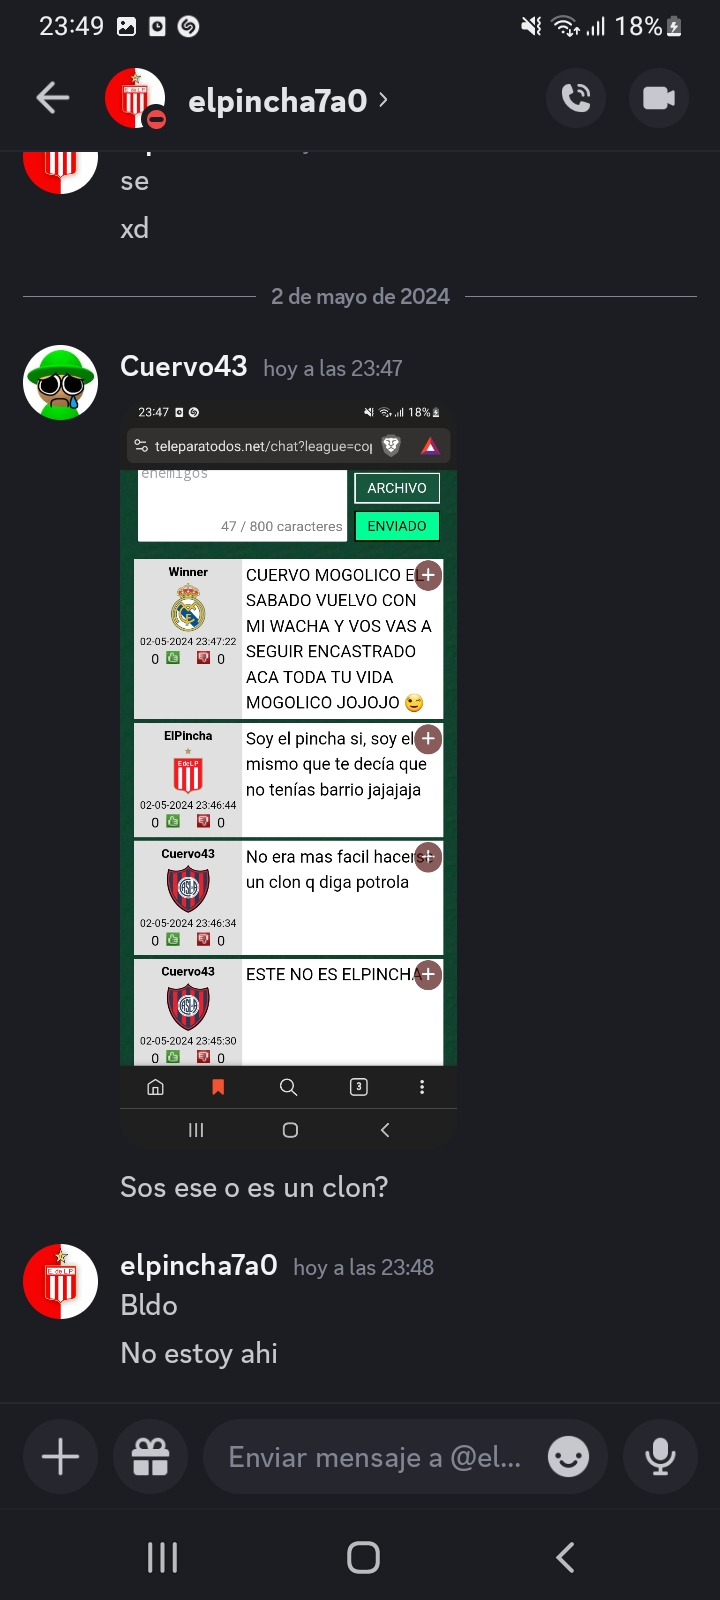 23:49
18%
elpincha7a0
se
xd
2 de mayo de 2024
Cuervo43 hoy a las 23:47
23:47
18%
teleparatodos.net/chat?league=co
enemigos
ARCHIVO
47 / 800 caracteres
ENVIADO
Winner
02-05-2024 23:47:22
0 0
CUERVO MOGOLICO EL
SABADO VUELVO CON
MI WACHA Y VOS VAS A
SEGUIR ENCASTRADO
ACA TODA TU VIDA
MOGOLICO JOJOJO 😉
+
ElPincha
E de L P
02-05-2024 23:46:44
0 0
Soy el pincha si, soy el
mismo que te decía que
no tenías barrio jajajaja
+
Cuervo43
02-05-2024 23:46:34
0 0
No era mas facil hacers
un clon q diga potrola
+
Cuervo43
02-05-2024 23:45:30
0 0
ESTE NO ES ELPINCHA
+
3
Sos ese o es un clon?
elpincha7a0 hoy a las 23:48
Bldo
No estoy ahi
Enviar mensaje a @el...